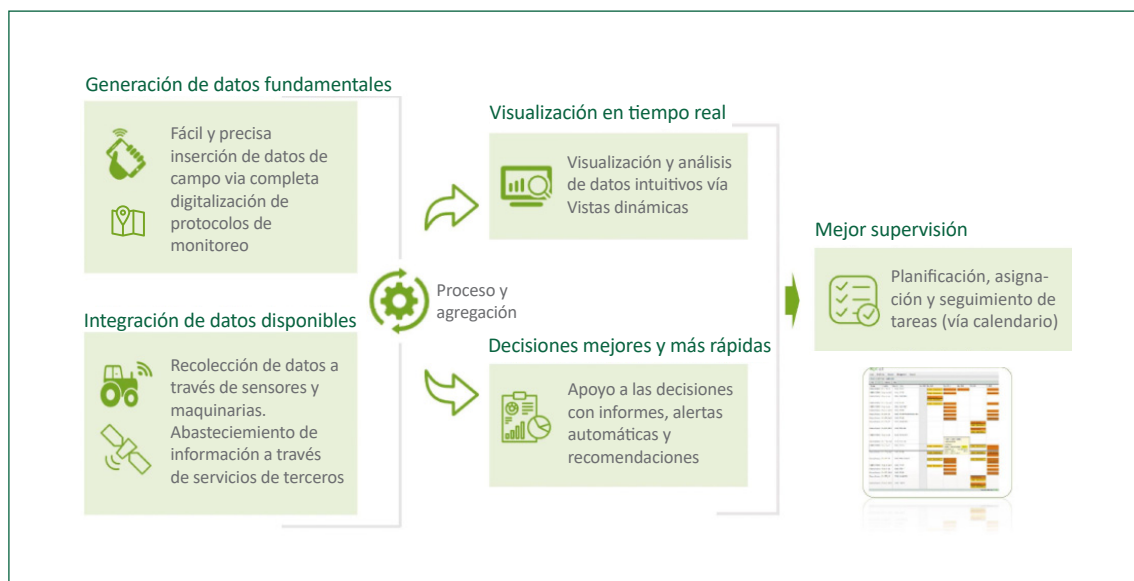 Generación de datos fundamentales
Fácil y precisa
inserción de datos de
campo via completa
digitalización de
protocolos de
monitoreo
Integración de datos disponibles
Recolección de datos a
través de sensores y
maquinarias.
Abasteciemiento de
información a través
de servicios de terceros
Proceso y
agregación
Visualización en tiempo real
Visualización y análisis
de datos intuitivos vía
Vistas dinámicas
Decisiones mejores y más rápidas
Apoyo a las decisiones
con informes, alertas
automáticas y
recomendaciones
Mejor supervisión
Planificación, asigna-
ción y seguimiento de
tareas (vía calendario)